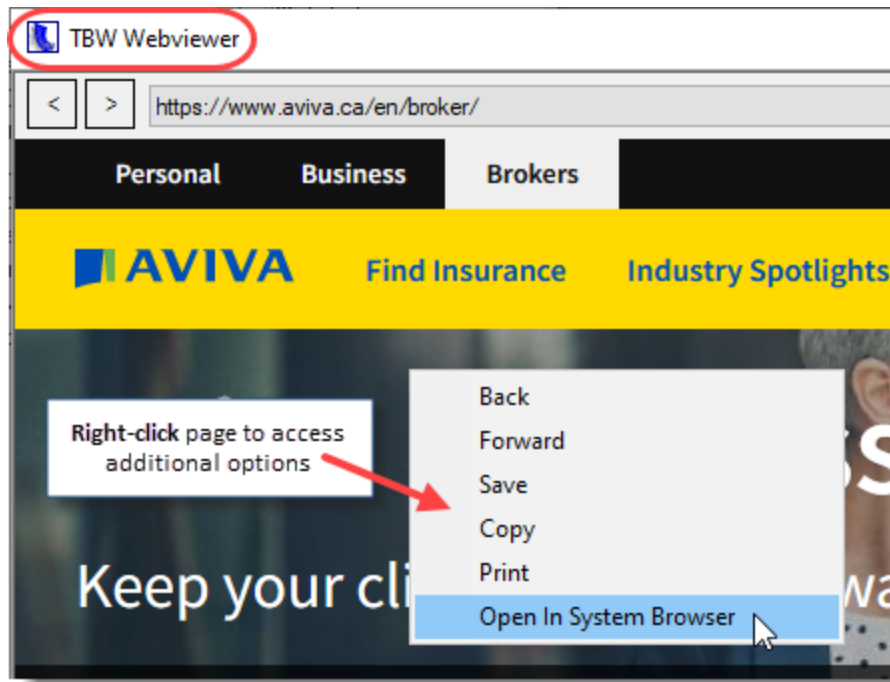 TBW Webviewer
< > https://www.aviva.ca/en/broker/
Personal Business Brokers
AVIVA Find Insurance Industry Spotlights
Right-click page to access
additional options
Back
Forward
Save
Copy
Print
Open In System Browser
Keep your